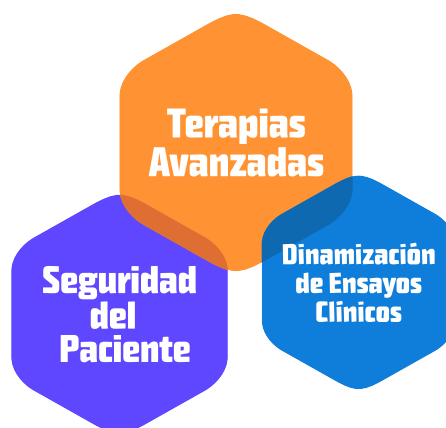 Terapias
Avanzadas
Seguridad
del
Paciente
Dinamización
de Ensayos
Clínicos